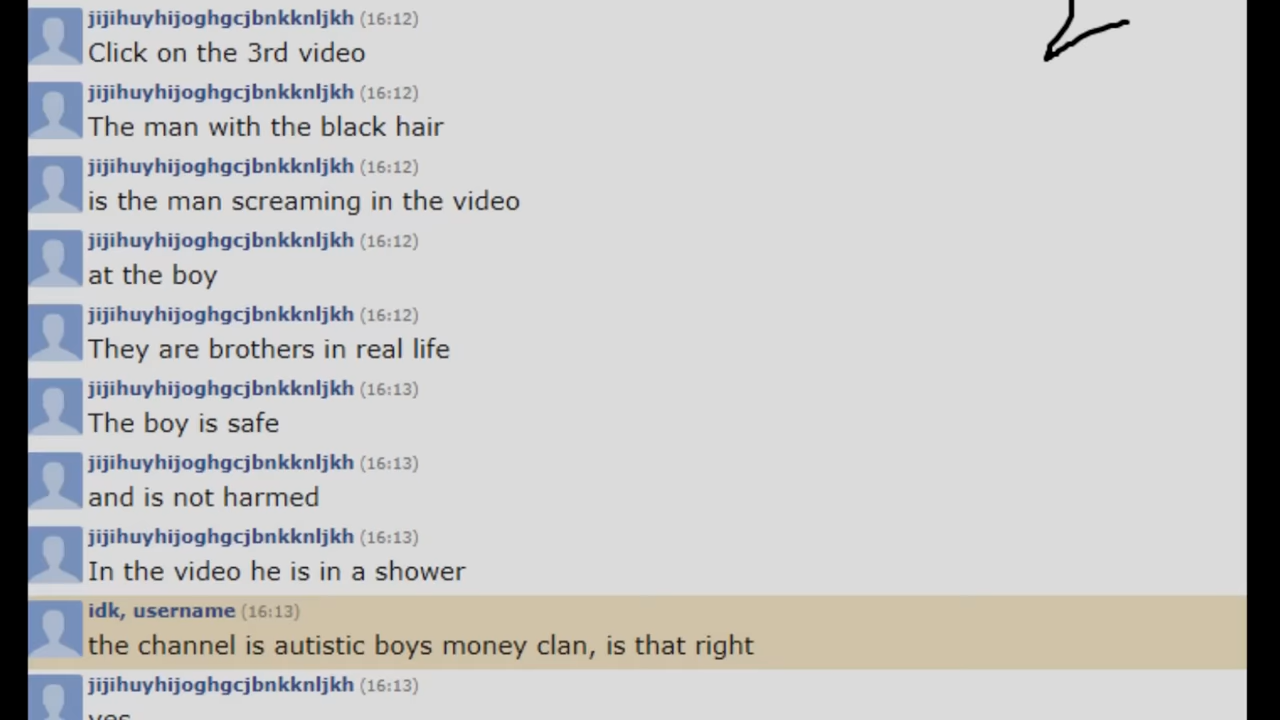 jijihuyhijoghgcjbnkknljkh (16:12)
Click on the 3rd video
jijihuyhijoghgcjbnkknljkh (16:12)
The man with the black hair
jijihuyhijoghgcjbnkknljkh (16:12)
is the man screaming in the video
jijihuyhijoghgcjbnkknljkh (16:12)
at the boy
jijihuyhijoghgcjbnkknljkh (16:12)
They are brothers in real life
jijihuyhijoghgcjbnkknljkh (16:13)
The boy is safe
jijihuyhijoghgcjbnkknljkh (16:13)
and is not harmed
jijihuyhijoghgcjbnkknljkh (16:13)
In the video he is in a shower
idk, username (16:13)
the channel is autistic boys money clan, is that right
jijihuyhijoghgcjbnkknljkh (16:13)
yes